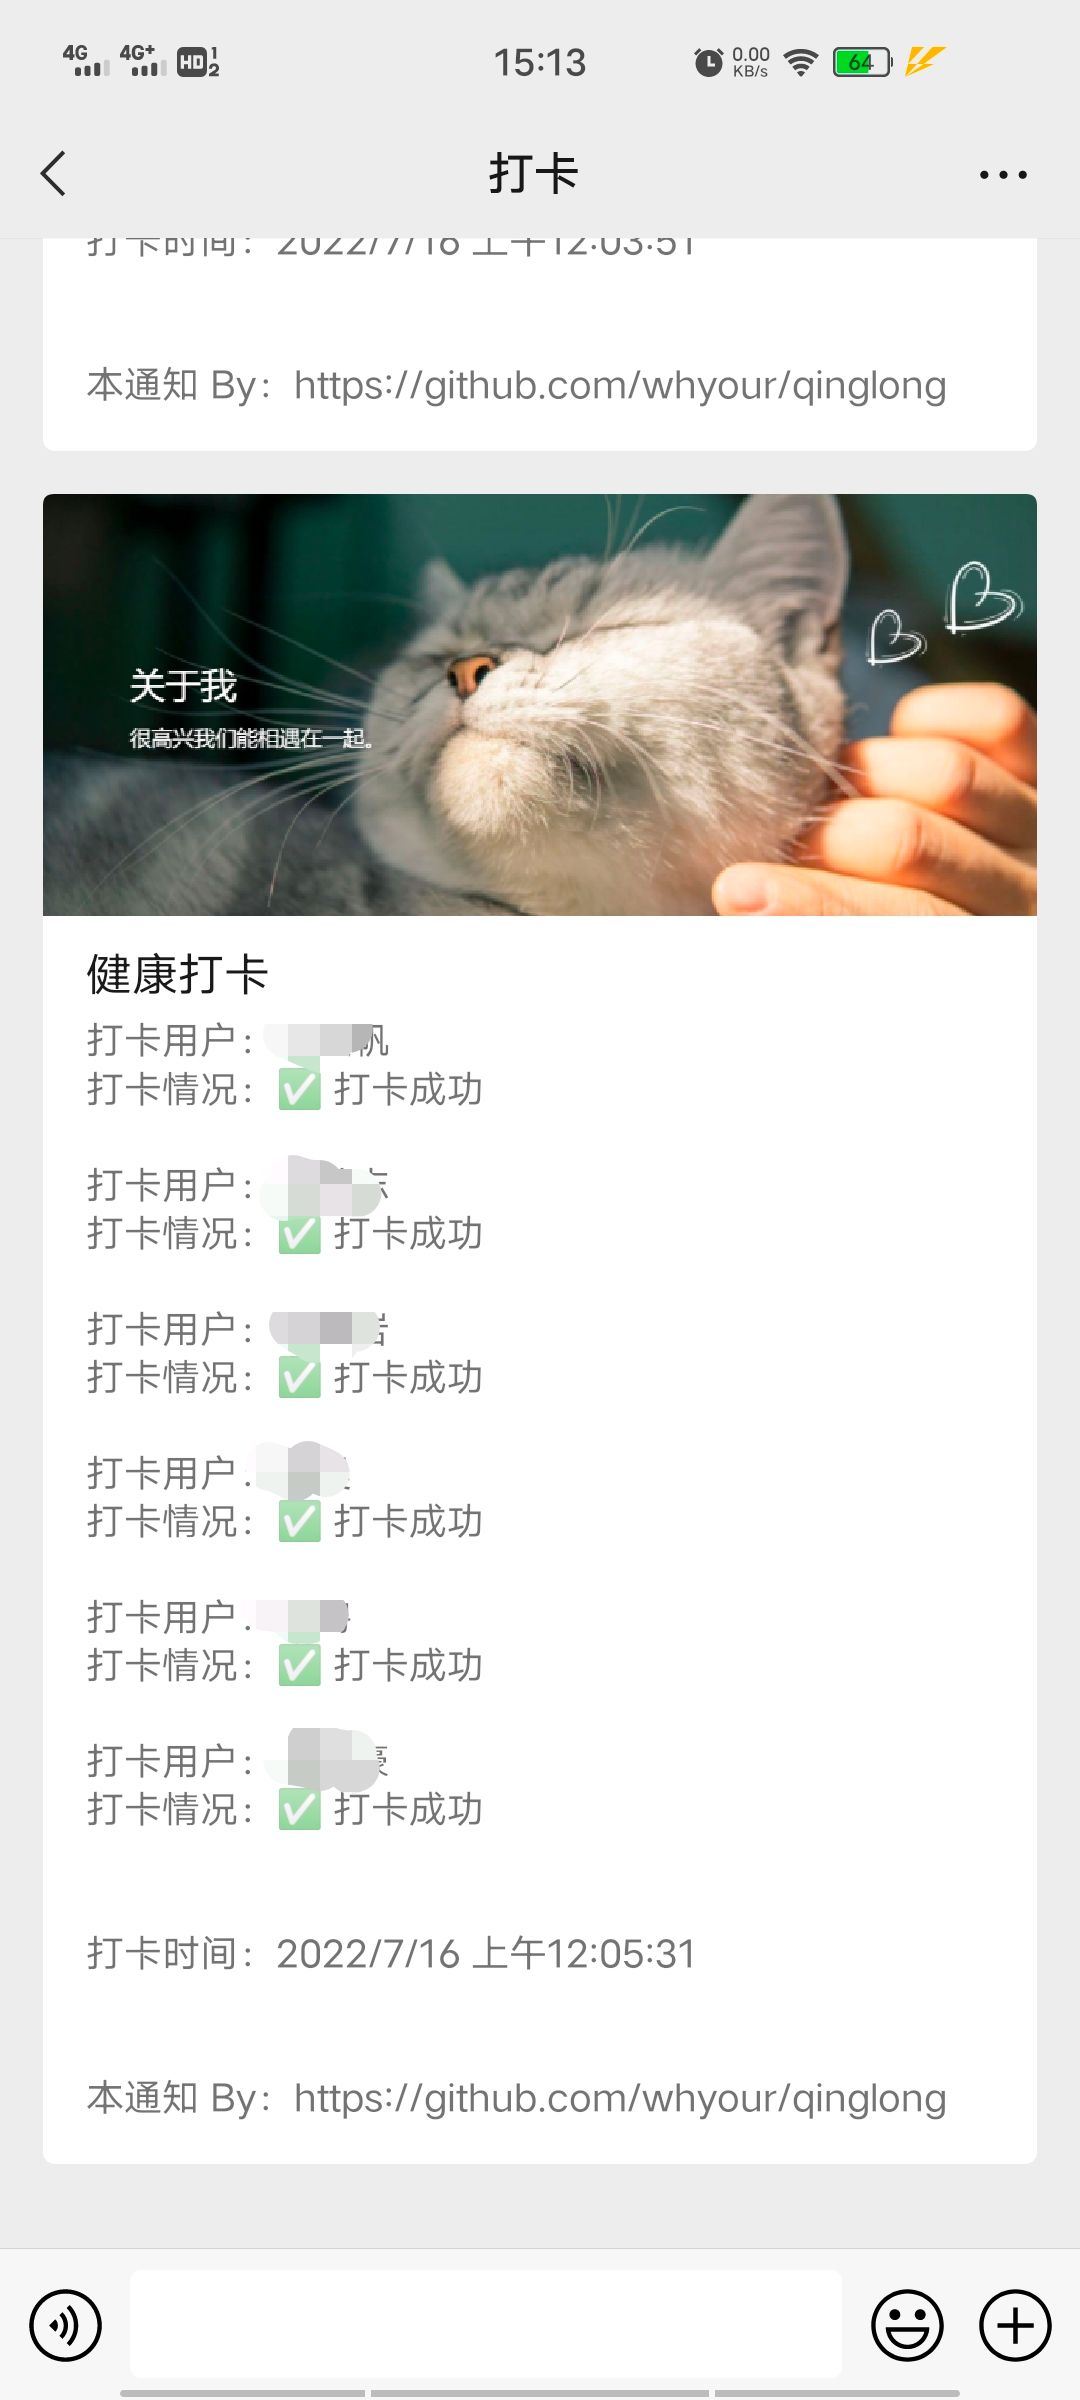 4G 4G+ HD 1 2 15:13 0.00 KB/s 64
打卡
打卡时间：2022/7/16 上午12:03:51
本通知 By：https://github.com/whyour/qinglong
关于我
很高兴我们能相遇在一起。
健康打卡
打卡用户：帆
打卡情况：✅ 打卡成功
打卡用户：
打卡情况：✅ 打卡成功
打卡用户：
打卡情况：✅ 打卡成功
打卡用户：
打卡情况：✅ 打卡成功
打卡用户：
打卡情况：✅ 打卡成功
打卡用户：
打卡情况：✅ 打卡成功
打卡时间：2022/7/16 上午12:05:31
本通知 By：https://github.com/whyour/qinglong